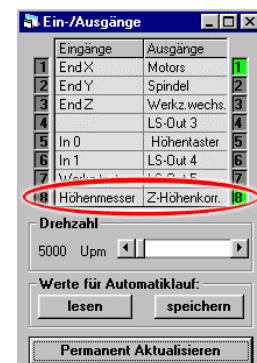 Ein-/Ausgänge
Eingänge Ausgänge
1 End X Motors 1
2 End Y Spindel 2
3 End Z Werkz.wechs. 3
4 LS-Out 3 4
5 In 0 Höhentaster 5
6 In 1 LS-Out 4 6
7 7
8 Höhenmesser Z-Höhenkorr. 8
Drehzahl
5000 Upm
Werte für Automatiklauf:
lesen speichern
Permanent Aktualisieren